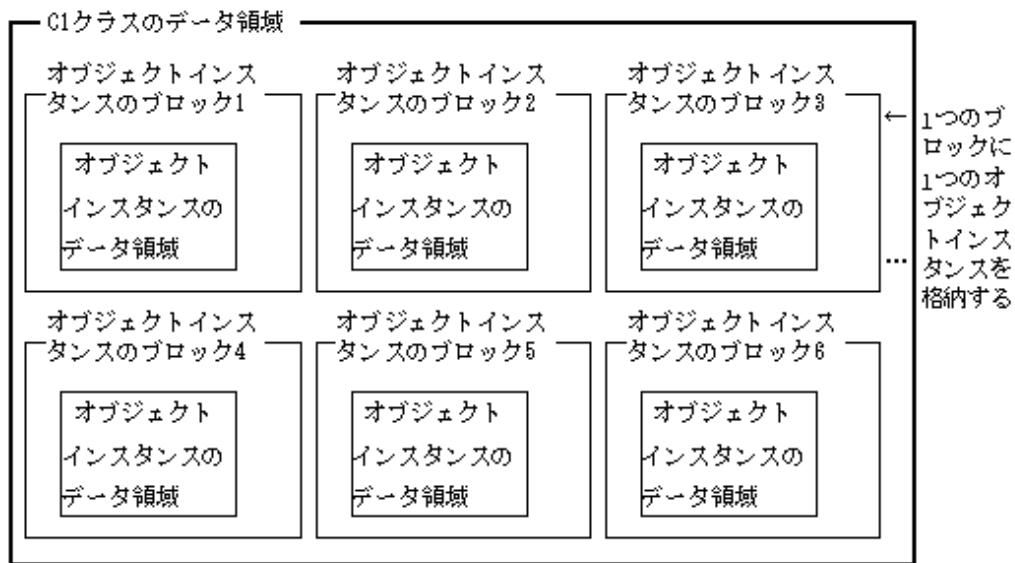 C1クラスのデータ領域
オブジェクトインス
タンスのブロック1
オブジェクト
インスタンスの
データ領域
オブジェクトインス
タンスのブロック2
オブジェクト
インスタンスの
データ領域
オブジェクトインス
タンスのブロック3
オブジェクト
インスタンスの
データ領域
← 1つのブ
ロックに
1つのオ
ブジェク
トインス
… タンスを
格納する
オブジェクトインス
タンスのブロック4
オブジェクト
インスタンスの
データ領域
オブジェクトインス
タンスのブロック5
オブジェクト
インスタンスの
データ領域
オブジェクトインス
タンスのブロック6
オブジェクト
インスタンスの
データ領域